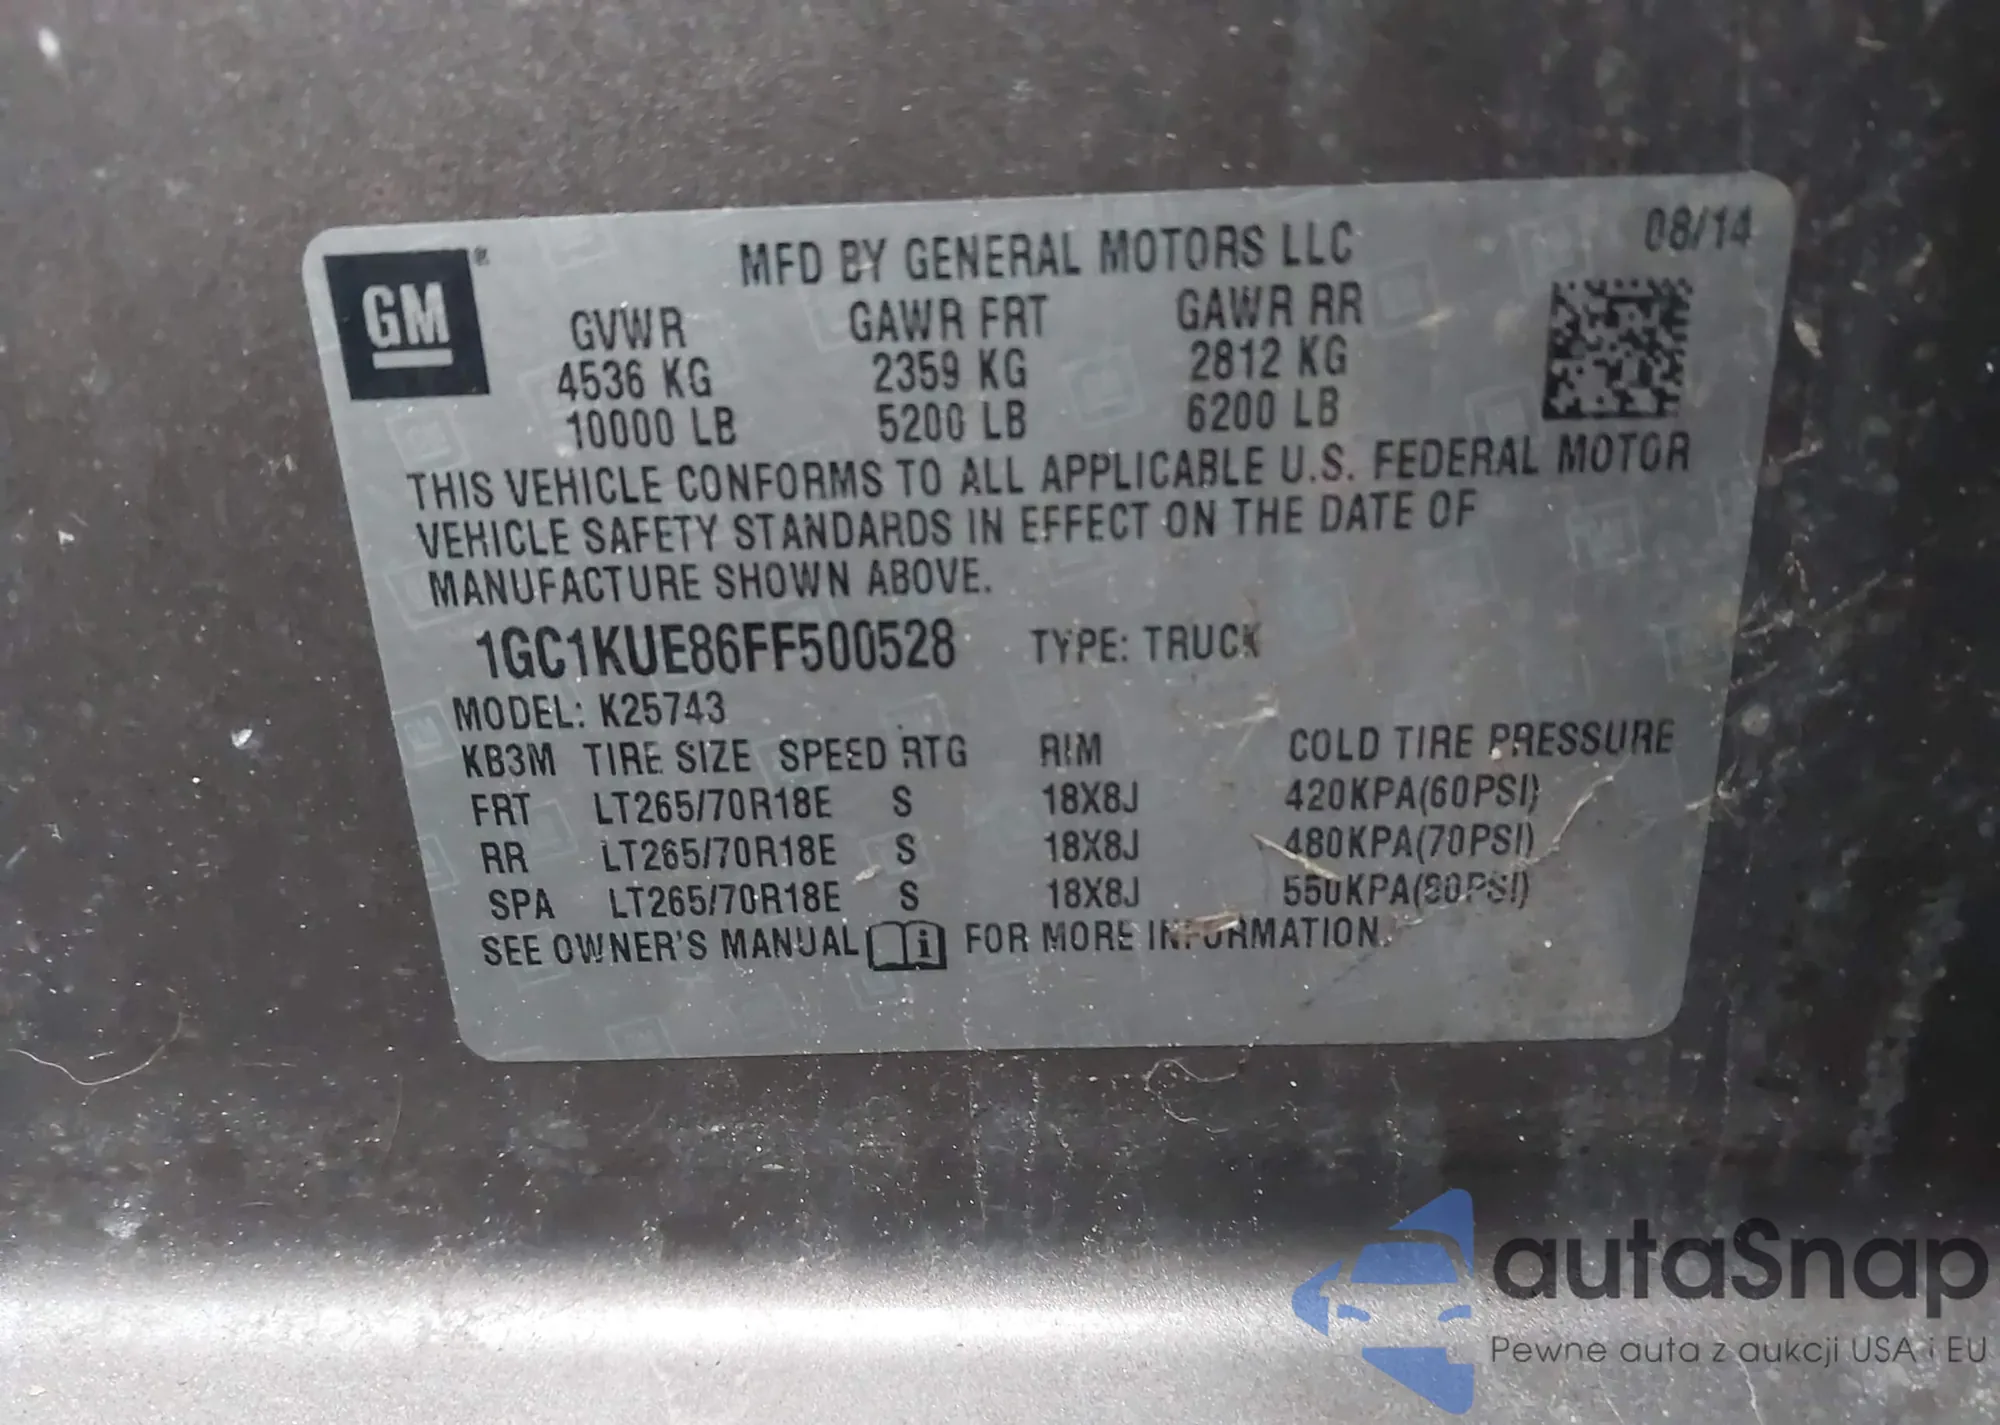 08/14
GM®
MFD BY GENERAL MOTORS LLC
GVWR GAWR FRT GAWR RR
4536 KG 2359 KG 2812 KG
10000 LB 5200 LB 6200 LB
THIS VEHICLE CONFORMS TO ALL APPLICABLE U.S. FEDERAL MOTOR
VEHICLE SAFETY STANDARDS IN EFFECT ON THE DATE OF
MANUFACTURE SHOWN ABOVE.
1GC1KUE86FF500528 TYPE: TRUCK
MODEL: K25743
KB3M TIRE SIZE SPEED RTG RIM COLD TIRE PRESSURE
FRT LT265/70R18E S 18X8J 420KPA(60PSI)
RR LT265/70R18E S 18X8J 480KPA(70PSI)
SPA LT265/70R18E S 18X8J 550KPA(80PSI)
SEE OWNER'S MANUAL i FOR MORE INFORMATION.
autaSnap
Pewne auta z aukcji USA i EU